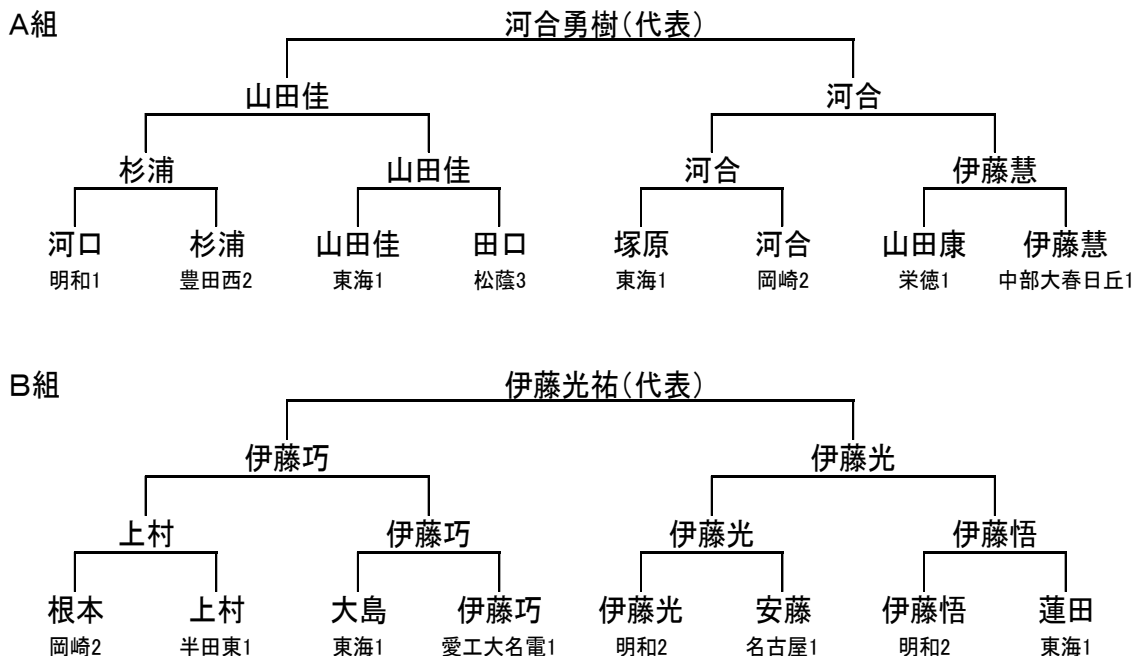 A組
河合勇樹(代表)
山田佳 河合
杉浦 山田佳 河合 伊藤慧
河口 杉浦 山田佳 田口 塚原 河合 山田康 伊藤慧
明和1 豊田西2 東海1 松蔭3 東海1 岡崎2 栄徳1 中部大春日丘1
B組
伊藤光祐(代表)
伊藤巧 伊藤光
上村 伊藤巧 伊藤光 伊藤悟
根本 上村 大島 伊藤巧 伊藤光 安藤 伊藤悟 蓮田
岡崎2 半田東1 東海1 愛工大名電1 明和2 名古屋1 明和2 東海1